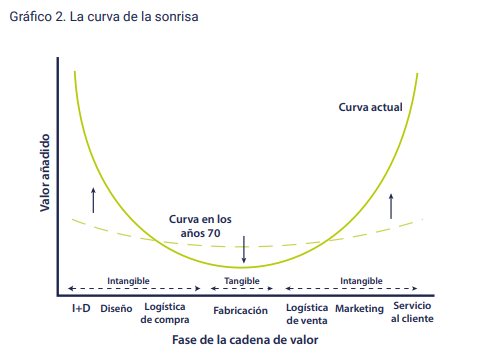 Gráfico 2. La curva de la sonrisa
Valor añadido
Curva actual
Curva en los
años 70
Intangible
Tangible
Intangible
I+D
Diseño
Logística
de compra
Fabricación
Logística
de venta
Marketing
Servicio
al cliente
Fase de la cadena de valor